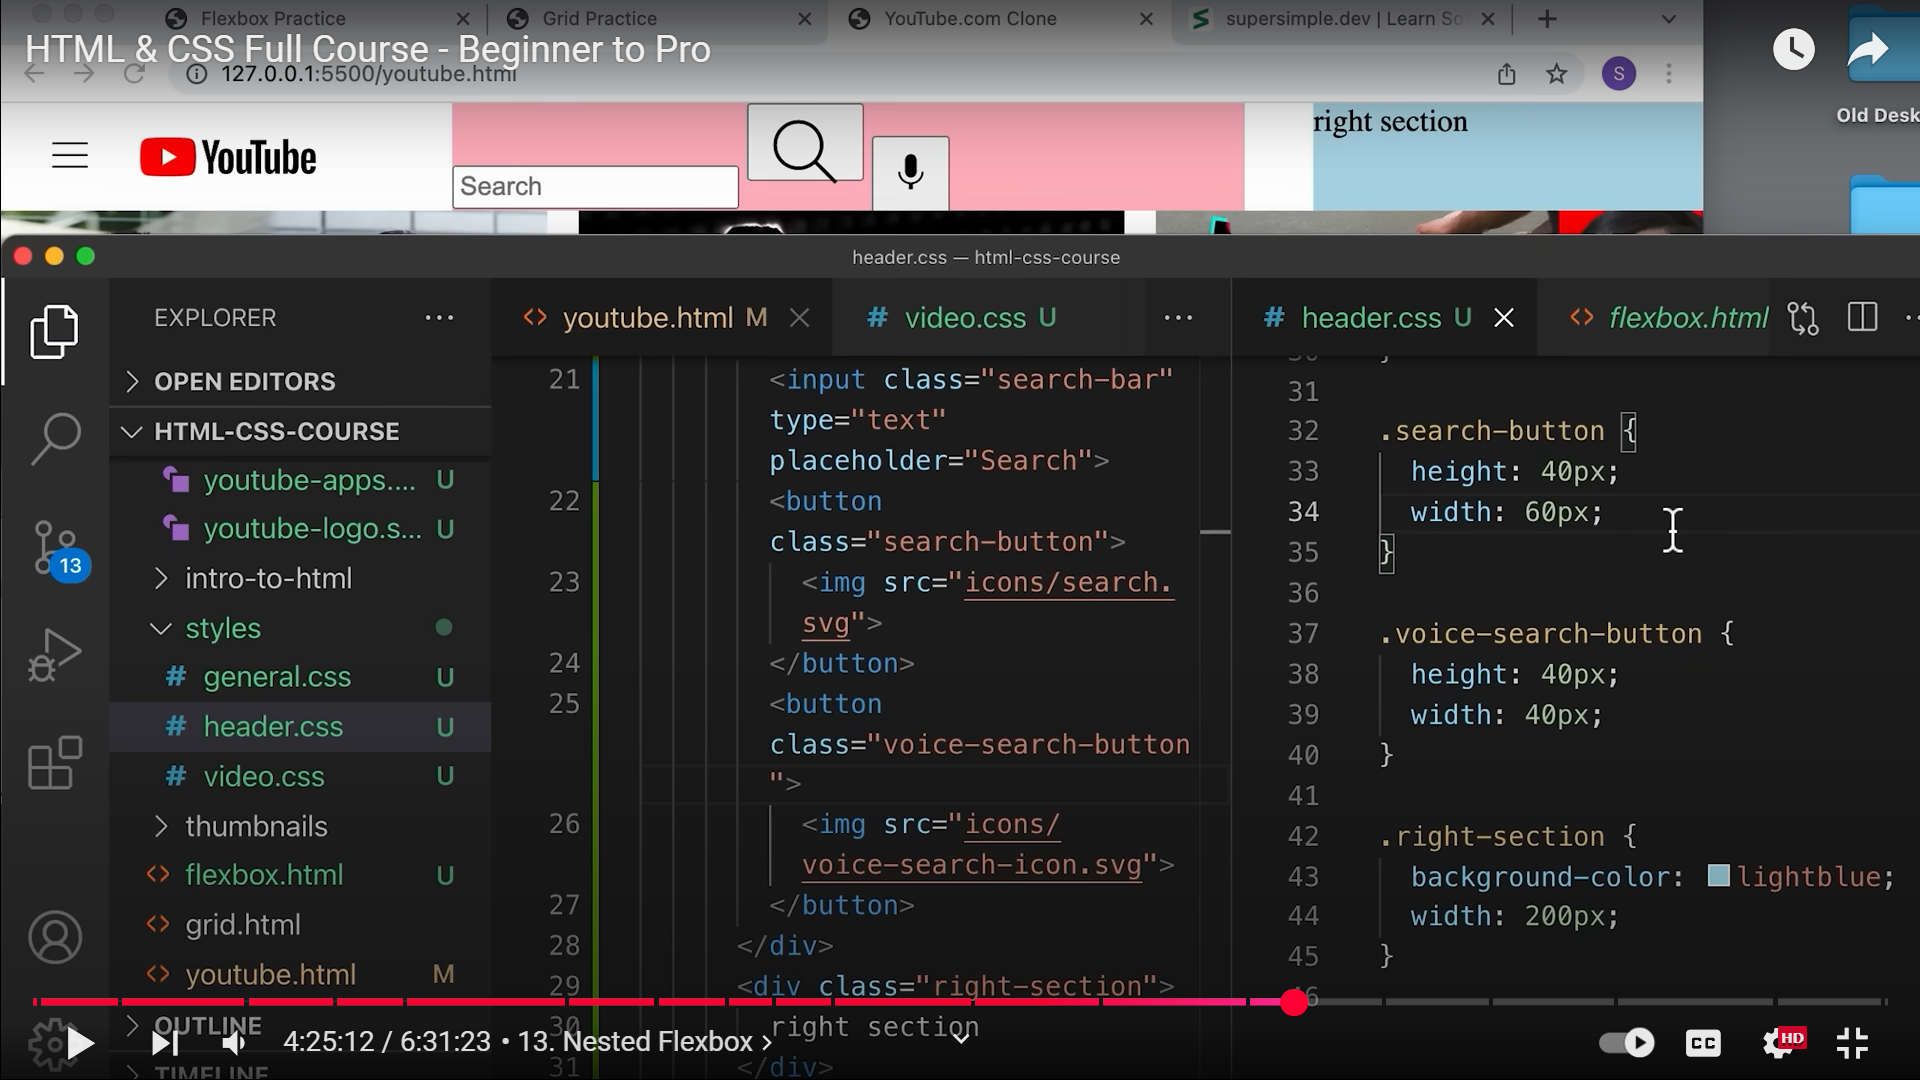 Flexbox Practice
Grid Practice
YouTube.com Clone
supersimple.dev | Learn So
HTML & CSS Full Course - Beginner to Pro
127.0.0.1:5500/youtube.html
S
Old Desk
YouTube
Search
right section
header.css — html-css-course
EXPLORER
youtube.html M
# video.css U
# header.css U
flexbox.html
OPEN EDITORS
HTML-CSS-COURSE
youtube-apps.... U
youtube-logo.s... U
13
intro-to-html
styles
# general.css U
# header.css U
# video.css U
thumbnails
flexbox.html U
grid.html
youtube.html M
OUTLINE
TIMELINE
21 <input class="search-bar"
type="text"
placeholder="Search">
22 <button
class="search-button">
23 <img src="icons/search.
svg">
24 </button>
25 <button
class="voice-search-button
">
26 <img src="icons/
voice-search-icon.svg">
27 </button>
28 </div>
29 <div class="right-section">
30 right section
31 </div>
30 }
31
32 .search-button {
33 height: 40px;
34 width: 60px;
35 }
36
37 .voice-search-button {
38 height: 40px;
39 width: 40px;
40 }
41
42 .right-section {
43 background-color: lightblue;
44 width: 200px;
45 }
46
4:25:12 / 6:31:23 • 13. Nested Flexbox
CC
HD